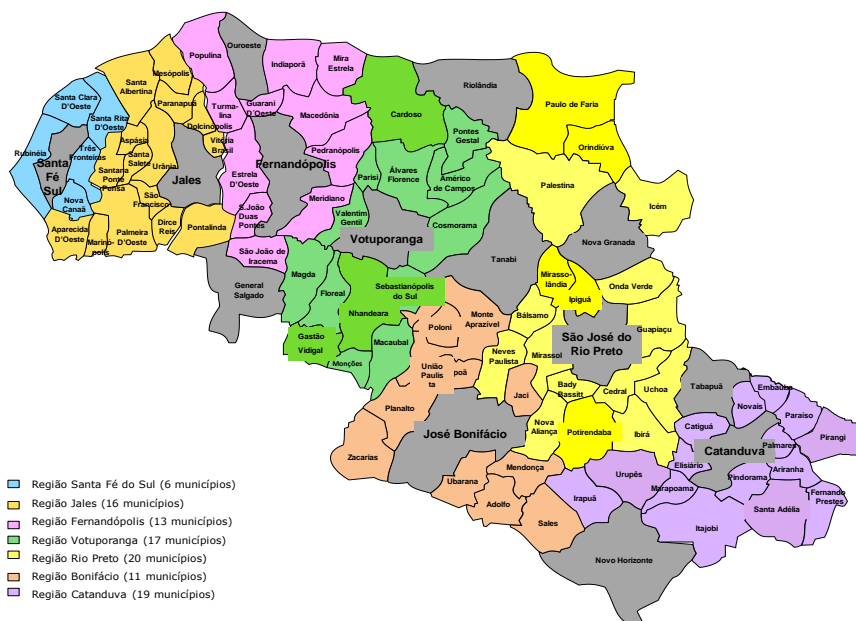 Ouroeste
Populina
Indiaporã
Mira
Estrela
Mesópolis
Santa
Albertina
Riolândia
Santa Clara
D'Oeste
Paranapuã
Turma-
lina
Guarani
D'Oeste
Macedônia
Cardoso
Paulo de Faria
Santa Rita
D'Oeste
Dolcinópolis
Vitória
Brasil
Pontes
Gestal
Orindiúva
Rubinéia
Três
Fronteiras
Aspásia
Santa
Salete
Urânia
Pedranópolis
Santa
Fé
Sul
Fernandópolis
Santana
Ponte
Pensa
Jales
Estrela
D'Oeste
Parisi
Álvares
Florence
Américo
de Campos
Palestina
Icém
Nova
Canaã
São
Francisco
S.João
Duas
Pontes
Meridiano
Valentim
Gentil
Cosmorama
Aparecida
D'Oeste
Marinó-
polis
Palmeira
D'Oeste
Dirce
Reis
Pontalinda
Votuporanga
Nova Granada
São João de
Iracema
Tanabi
Magda
Floreal
General
Salgado
Sebastianópolis
do Sul
Mirasso-
lândia
Onda Verde
Ipiguá
Nhandeara
Monte
Aprazível
Bálsamo
Poloni
Guapiaçu
São José do
Rio Preto
Gastão
Vidigal
Macaubal
Neves
Paulista
Mirassol
Monções
União
Paulis
ta
poã
Jaci
Bady
Bassitt
Cedral
Uchoa
Tabapuã
Embaúba
Novais
Paraíso
Planalto
José Bonifácio
Nova
Aliança
Potirendaba
Ibirá
Catiguá
Pirangi
Palmares
Catanduva
Zacarias
Elisiário
Mendonça
Ubarana
Adolfo
Sales
Irapuã
Urupês
Marapoama
Pindorama
Ariranha
Fernando
Prestes
Santa Adélia
Itajobi
Novo Horizonte
Região Santa Fé do Sul (6 municípios)
Região Jales (16 municípios)
Região Fernandópolis (13 municípios)
Região Votuporanga (17 municípios)
Região Rio Preto (20 municípios)
Região Bonifácio (11 municípios)
Região Catanduva (19 municípios)